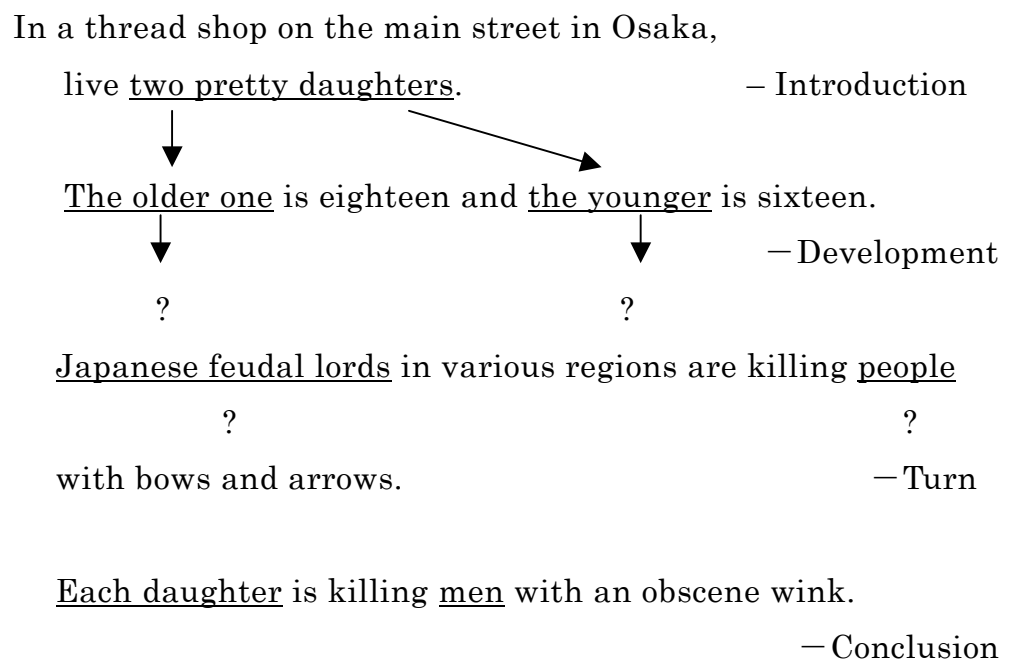 In a thread shop on the main street in Osaka,
live two pretty daughters. – Introduction
The older one is eighteen and the younger is sixteen.
－Development
? ?
Japanese feudal lords in various regions are killing people
? ?
with bows and arrows. －Turn
Each daughter is killing men with an obscene wink.
－Conclusion